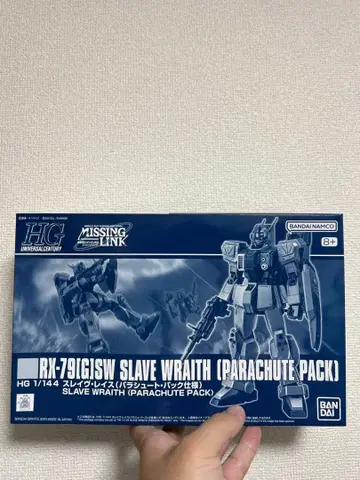 HG
UNIVERSAL CENTURY
MISSING LINK
BANDAI NAMCO
8+
RX-79[G]SW SLAVE WRAITH [PARACHUTE PACK]
HG 1/144 スレイヴ・レイス(パラシュート・パック仕様)
SLAVE WRAITH (PARACHUTE PACK)
BANDAI